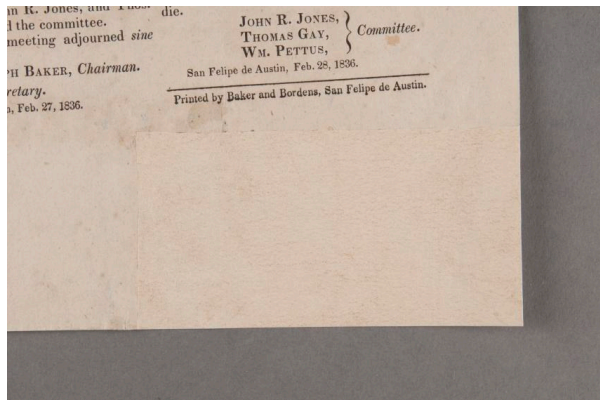 n R. Jones, and Thos.
d the committee.
meeting adjourned sine
PH BAKER, Chairman.
retary.
o, Feb. 27, 1836.
die.
JOHN R. JONES,
THOMAS GAY,
WM. PETTUS,
} Committee.
San Felipe de Austin, Feb. 28, 1836.
Printed by Baker and Bordens, San Felipe de Austin.